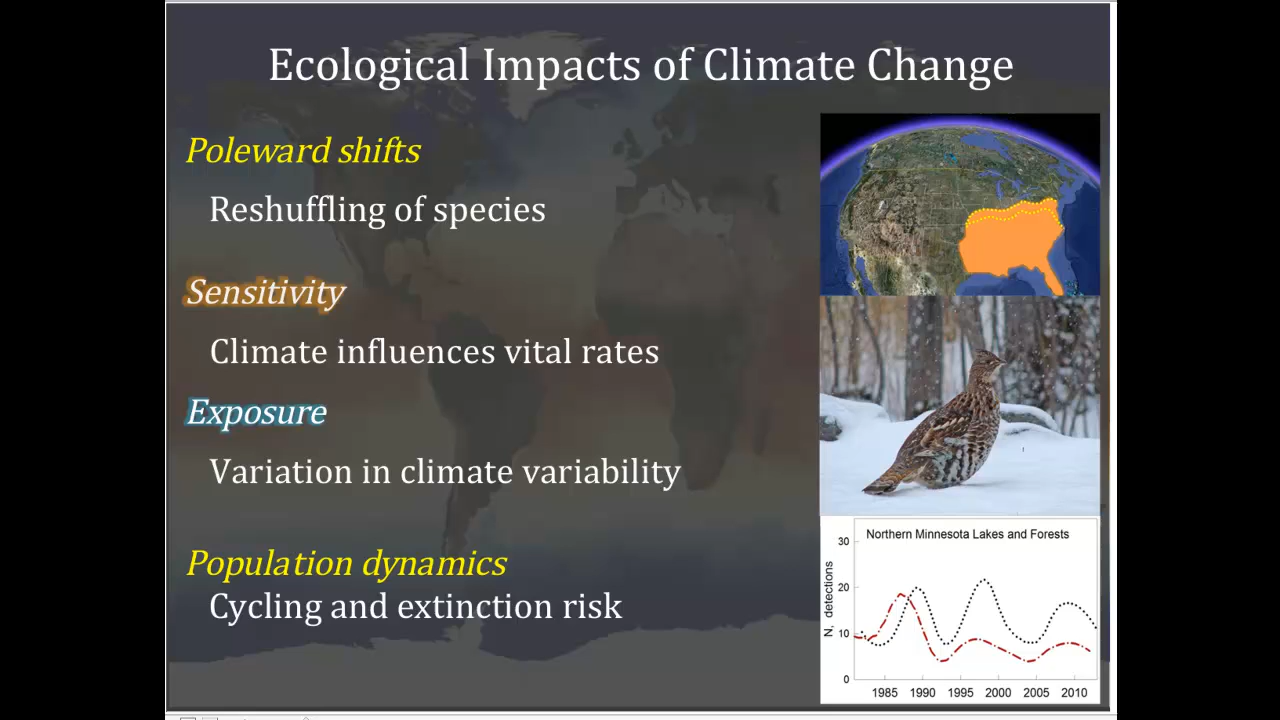 Ecological Impacts of Climate Change
Poleward shifts
Reshuffling of species
Sensitivity
Climate influences vital rates
Exposure
Variation in climate variability
Population dynamics
Cycling and extinction risk
Northern Minnesota Lakes and Forests
N, detections
30
20
10
0
1985 1990 1995 2000 2005 2010